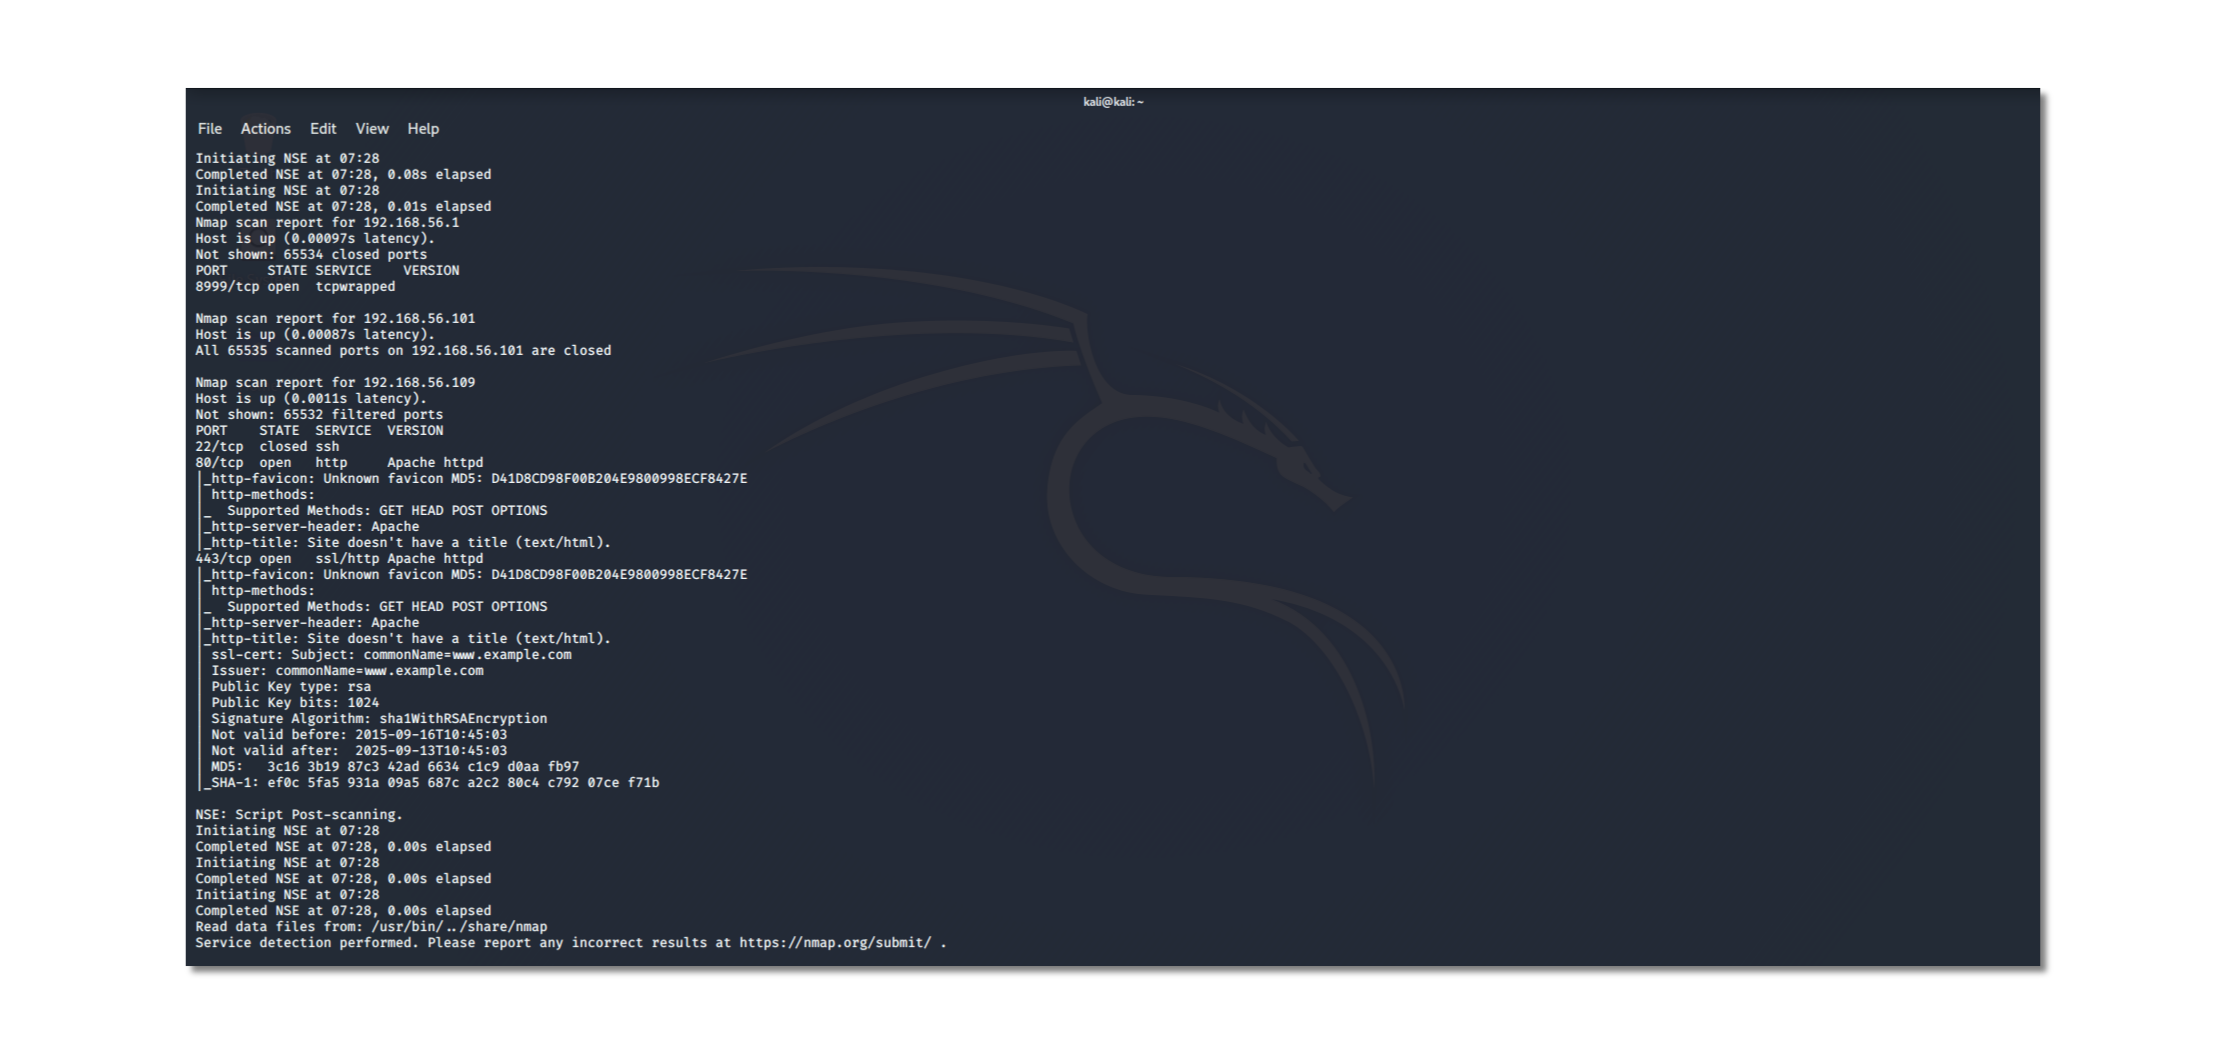 kali@kali: ~
File Actions Edit View Help
Initiating NSE at 07:28
Completed NSE at 07:28, 0.08s elapsed
Initiating NSE at 07:28
Completed NSE at 07:28, 0.01s elapsed
Nmap scan report for 192.168.56.1
Host is up (0.00097s latency).
Not shown: 65534 closed ports
PORT     STATE SERVICE    VERSION
8999/tcp open  tcpwrapped
Nmap scan report for 192.168.56.101
Host is up (0.00087s latency).
All 65535 scanned ports on 192.168.56.101 are closed
Nmap scan report for 192.168.56.109
Host is up (0.0011s latency).
Not shown: 65532 filtered ports
PORT    STATE  SERVICE  VERSION
22/tcp  closed ssh
80/tcp  open   http     Apache httpd
|_http-favicon: Unknown favicon MD5: D41D8CD98F00B204E9800998ECF8427E
| http-methods:
|_  Supported Methods: GET HEAD POST OPTIONS
|_http-server-header: Apache
|_http-title: Site doesn't have a title (text/html).
443/tcp open   ssl/http Apache httpd
|_http-favicon: Unknown favicon MD5: D41D8CD98F00B204E9800998ECF8427E
| http-methods:
|_  Supported Methods: GET HEAD POST OPTIONS
|_http-server-header: Apache
|_http-title: Site doesn't have a title (text/html).
| ssl-cert: Subject: commonName=www.example.com
| Issuer: commonName=www.example.com
| Public Key type: rsa
| Public Key bits: 1024
| Signature Algorithm: sha1WithRSAEncryption
| Not valid before: 2015-09-16T10:45:03
| Not valid after:  2025-09-13T10:45:03
| MD5:   3c16 3b19 87c3 42ad 6634 c1c9 d0aa fb97
|_SHA-1: ef0c 5fa5 931a 09a5 687c a2c2 80c4 c792 07ce f71b
NSE: Script Post-scanning.
Initiating NSE at 07:28
Completed NSE at 07:28, 0.00s elapsed
Initiating NSE at 07:28
Completed NSE at 07:28, 0.00s elapsed
Initiating NSE at 07:28
Completed NSE at 07:28, 0.00s elapsed
Read data files from: /usr/bin/../share/nmap
Service detection performed. Please report any incorrect results at https://nmap.org/submit/ .